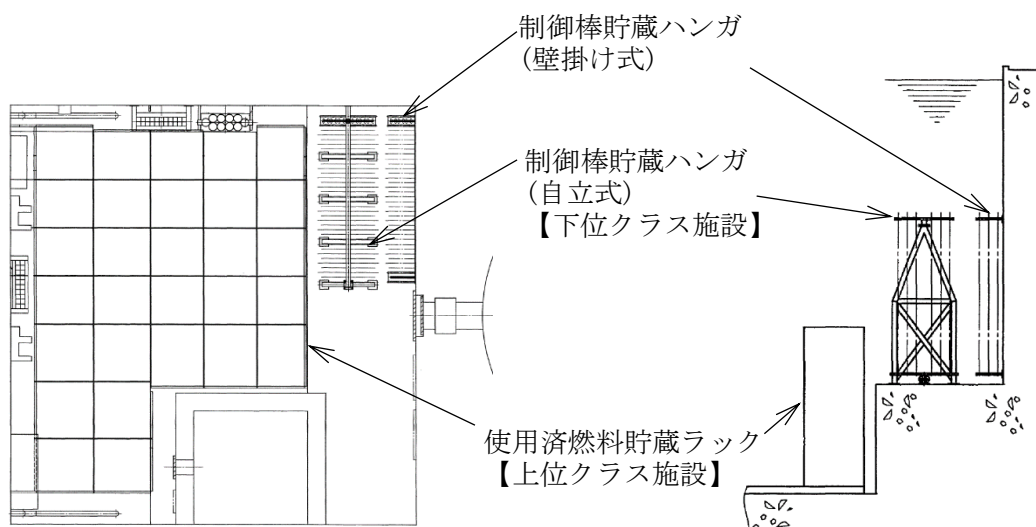 制御棒貯蔵ハンガ
(壁掛け式)
制御棒貯蔵ハンガ
(自立式)
【下位クラス施設】
使用済燃料貯蔵ラック
【上位クラス施設】